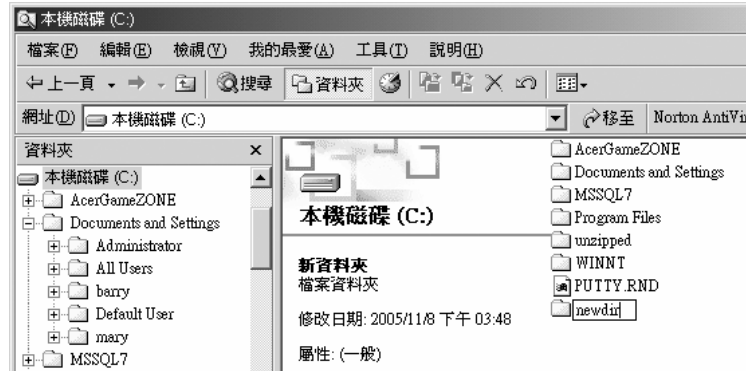 本機磁碟 (C:)
檔案(F) 編輯(E) 檢視(V) 我的最愛(A) 工具(T) 說明(H)
上一頁 搜尋 資料夾
網址(D) 本機磁碟 (C:) 移至 Norton AntiVi
資料夾 ×
本機磁碟 (C:)
AcerGameZONE
Documents and Settings
Administrator
All Users
barry
Default User
mary
MSSQL7
本機磁碟 (C:)
新資料夾
檔案資料夾
修改日期: 2005/11/8 下午 03:48
屬性: (一般)
AcerGameZONE
Documents and Settings
MSSQL7
Program Files
unzipped
WINNT
PUTTY.RND
newdir